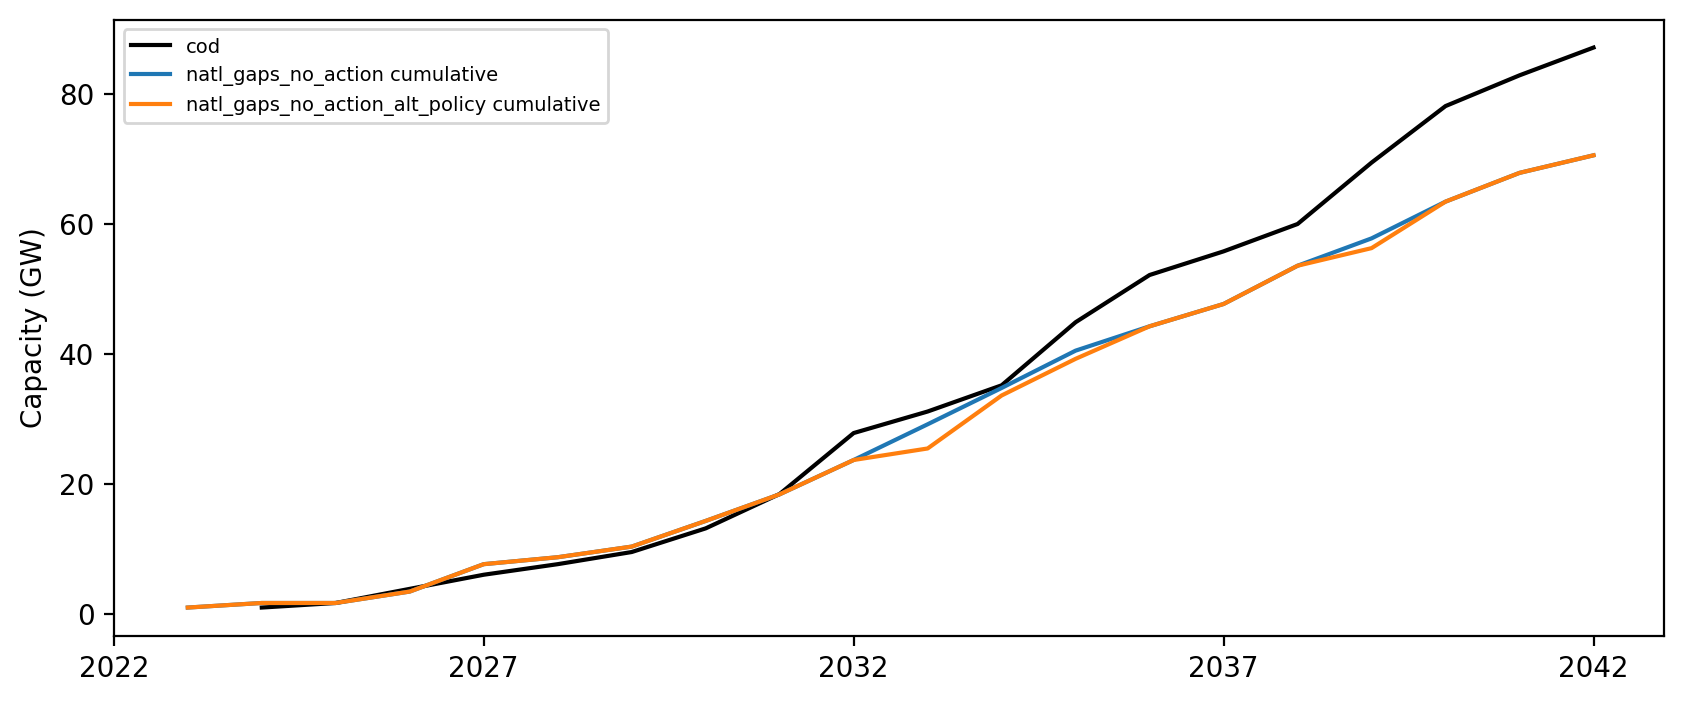 cod
natl_gaps_no_action cumulative
natl_gaps_no_action_alt_policy cumulative
Capacity (GW)
80
60
40
20
0
2022 2027 2032 2037 2042